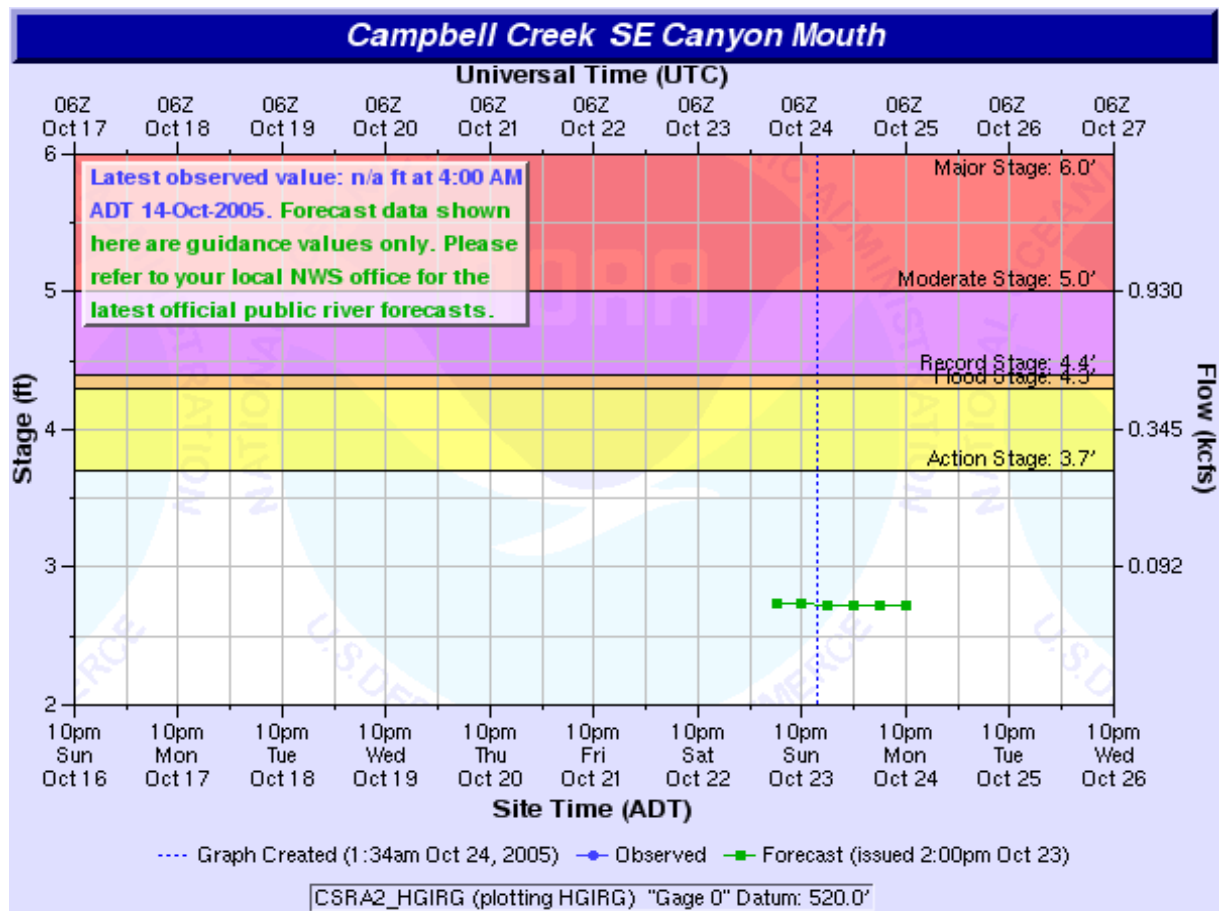 Campbell Creek SE Canyon Mouth
Universal Time (UTC)
06Z 06Z 06Z 06Z 06Z 06Z 06Z 06Z 06Z 06Z 06Z
Oct 17 Oct 18 Oct 19 Oct 20 Oct 21 Oct 22 Oct 23 Oct 24 Oct 25 Oct 26 Oct 27
Latest observed value: n/a ft at 4:00 AM
ADT 14-Oct-2005. Forecast data shown
here are guidance values only. Please
refer to your local NWS office for the
latest official public river forecasts.
Major Stage: 6.0'
Moderate Stage: 5.0'
Record Stage: 4.4'
Flood Stage: 4.3'
Action Stage: 3.7'
Stage (ft)
6
5
4
3
2
Flow (kcfs)
0.930
0.345
0.092
10pm 10pm 10pm 10pm 10pm 10pm 10pm 10pm 10pm 10pm 10pm
Sun Mon Tue Wed Thu Fri Sat Sun Mon Tue Wed
Oct 16 Oct 17 Oct 18 Oct 19 Oct 20 Oct 21 Oct 22 Oct 23 Oct 24 Oct 25 Oct 26
Site Time (ADT)
Graph Created (1:34am Oct 24, 2005) Observed Forecast (issued 2:00pm Oct 23)
CSRA2_HGIRG (plotting HGIRG) "Gage 0" Datum: 520.0'